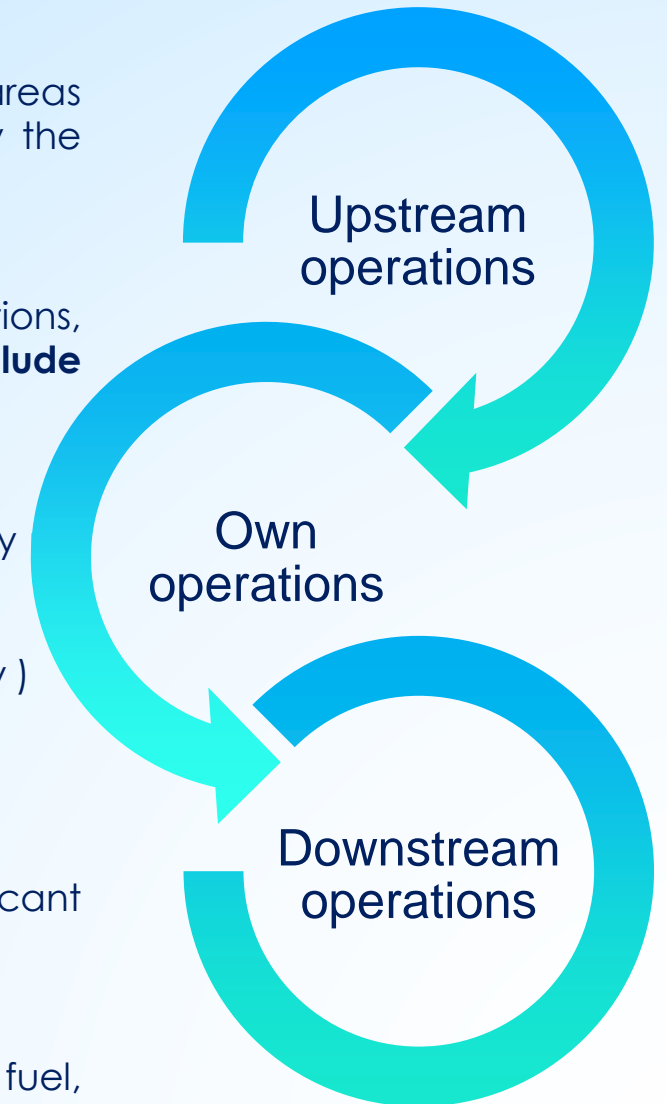 areas
the
Upstream
operations
ions,
lude
Own
operations
y
)
Downstream
operations
cant
fuel,